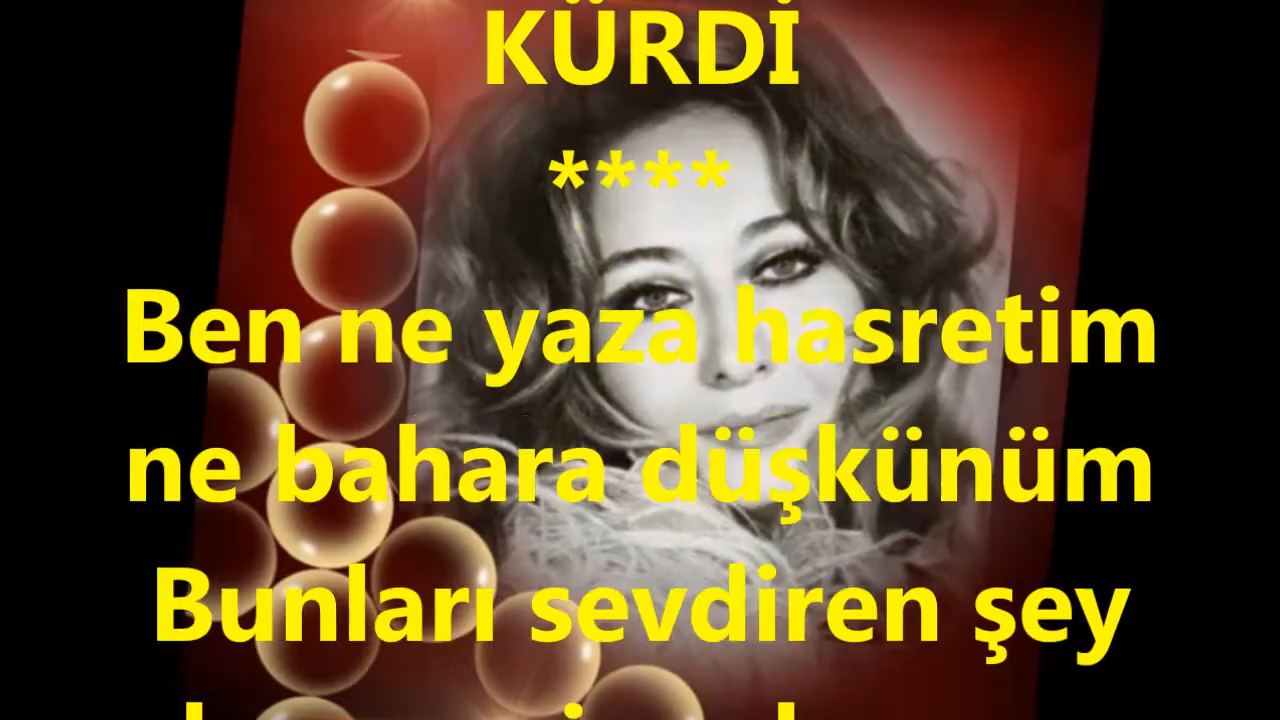 KÜRDİ
****
Ben ne yaza hasretim
ne bahara düşkünüm
Bunları sevdiren şey